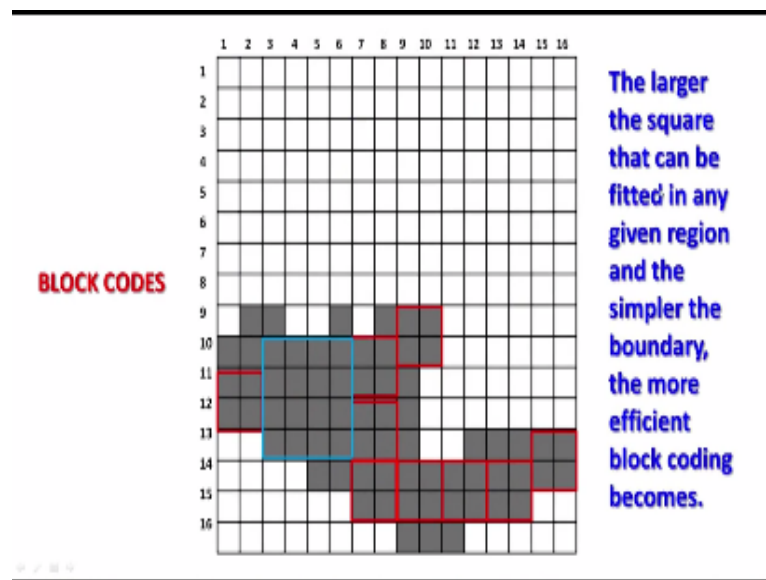 1 2 3 4 5 6 7 8 9 10 11 12 13 14 15 16
1
2
3
4
5
6
7
8
9
10
11
12
13
14
15
16
BLOCK CODES
The larger
the square
that can be
fitted in any
given region
and the
simpler the
boundary,
the more
efficient
block coding
becomes.